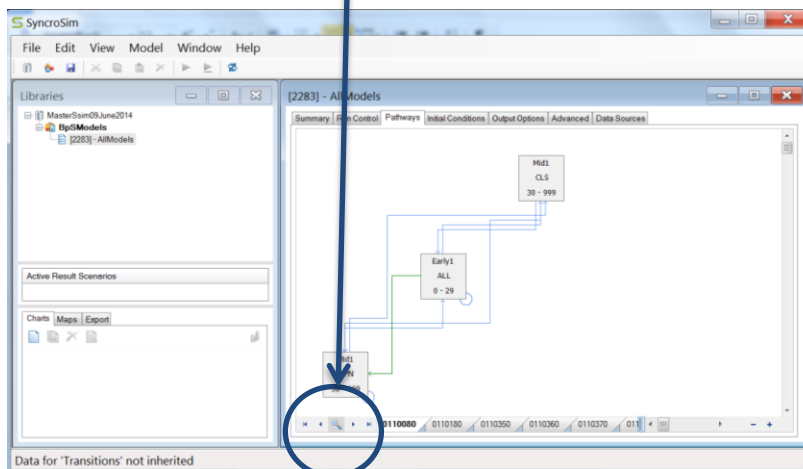 SyncroSim
File Edit View Model Window Help
Libraries
MasterSsim09June2014
BpSModels
[2283] - AllModels
Active Result Scenarios
Charts Maps Export
[2283] - AllModels
Summary Run Control Pathways Initial Conditions Output Options Advanced Data Sources
Mid1
CLS
30 - 999
Early1
ALL
0 - 29
Mid1
0110080 0110180 0110350 0110360 0110370 011
Data for 'Transitions' not inherited